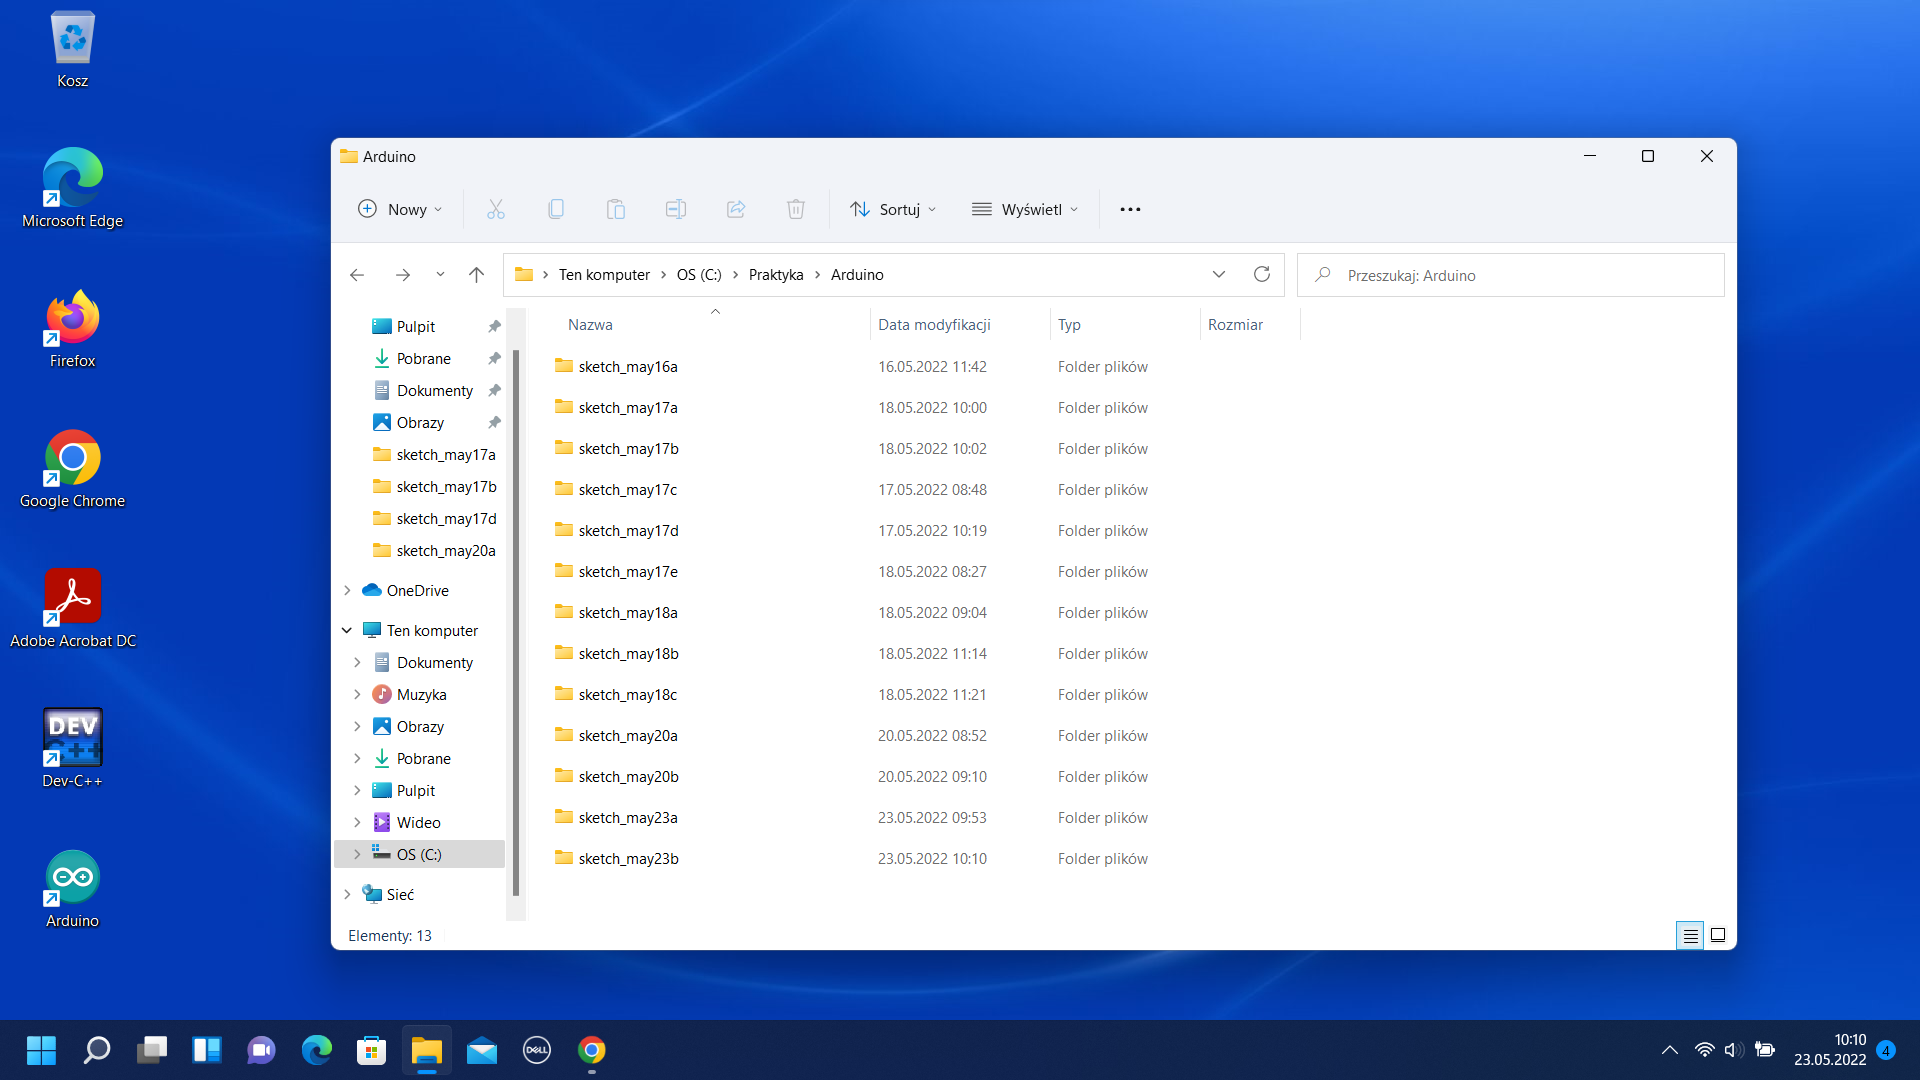 Kosz
Microsoft Edge
Firefox
Google Chrome
Adobe Acrobat DC
DEV
C++
Dev-C++
Arduino
Arduino
Nowy
Sortuj
Wyświetl
Ten komputer > OS (C:) > Praktyka > Arduino
Przeszukaj: Arduino
Pulpit
Pobrane
Dokumenty
Obrazy
sketch_may17a
sketch_may17b
sketch_may17d
sketch_may20a
OneDrive
Ten komputer
Dokumenty
Muzyka
Obrazy
Pobrane
Pulpit
Wideo
OS (C:)
Sieć
Nazwa Data modyfikacji Typ Rozmiar
sketch_may16a 16.05.2022 11:42 Folder plików
sketch_may17a 18.05.2022 10:00 Folder plików
sketch_may17b 18.05.2022 10:02 Folder plików
sketch_may17c 17.05.2022 08:48 Folder plików
sketch_may17d 17.05.2022 10:19 Folder plików
sketch_may17e 18.05.2022 08:27 Folder plików
sketch_may18a 18.05.2022 09:04 Folder plików
sketch_may18b 18.05.2022 11:14 Folder plików
sketch_may18c 18.05.2022 11:21 Folder plików
sketch_may20a 20.05.2022 08:52 Folder plików
sketch_may20b 20.05.2022 09:10 Folder plików
sketch_may23a 23.05.2022 09:53 Folder plików
sketch_may23b 23.05.2022 10:10 Folder plików
Elementy: 13
DELL
10:10
23.05.2022
4